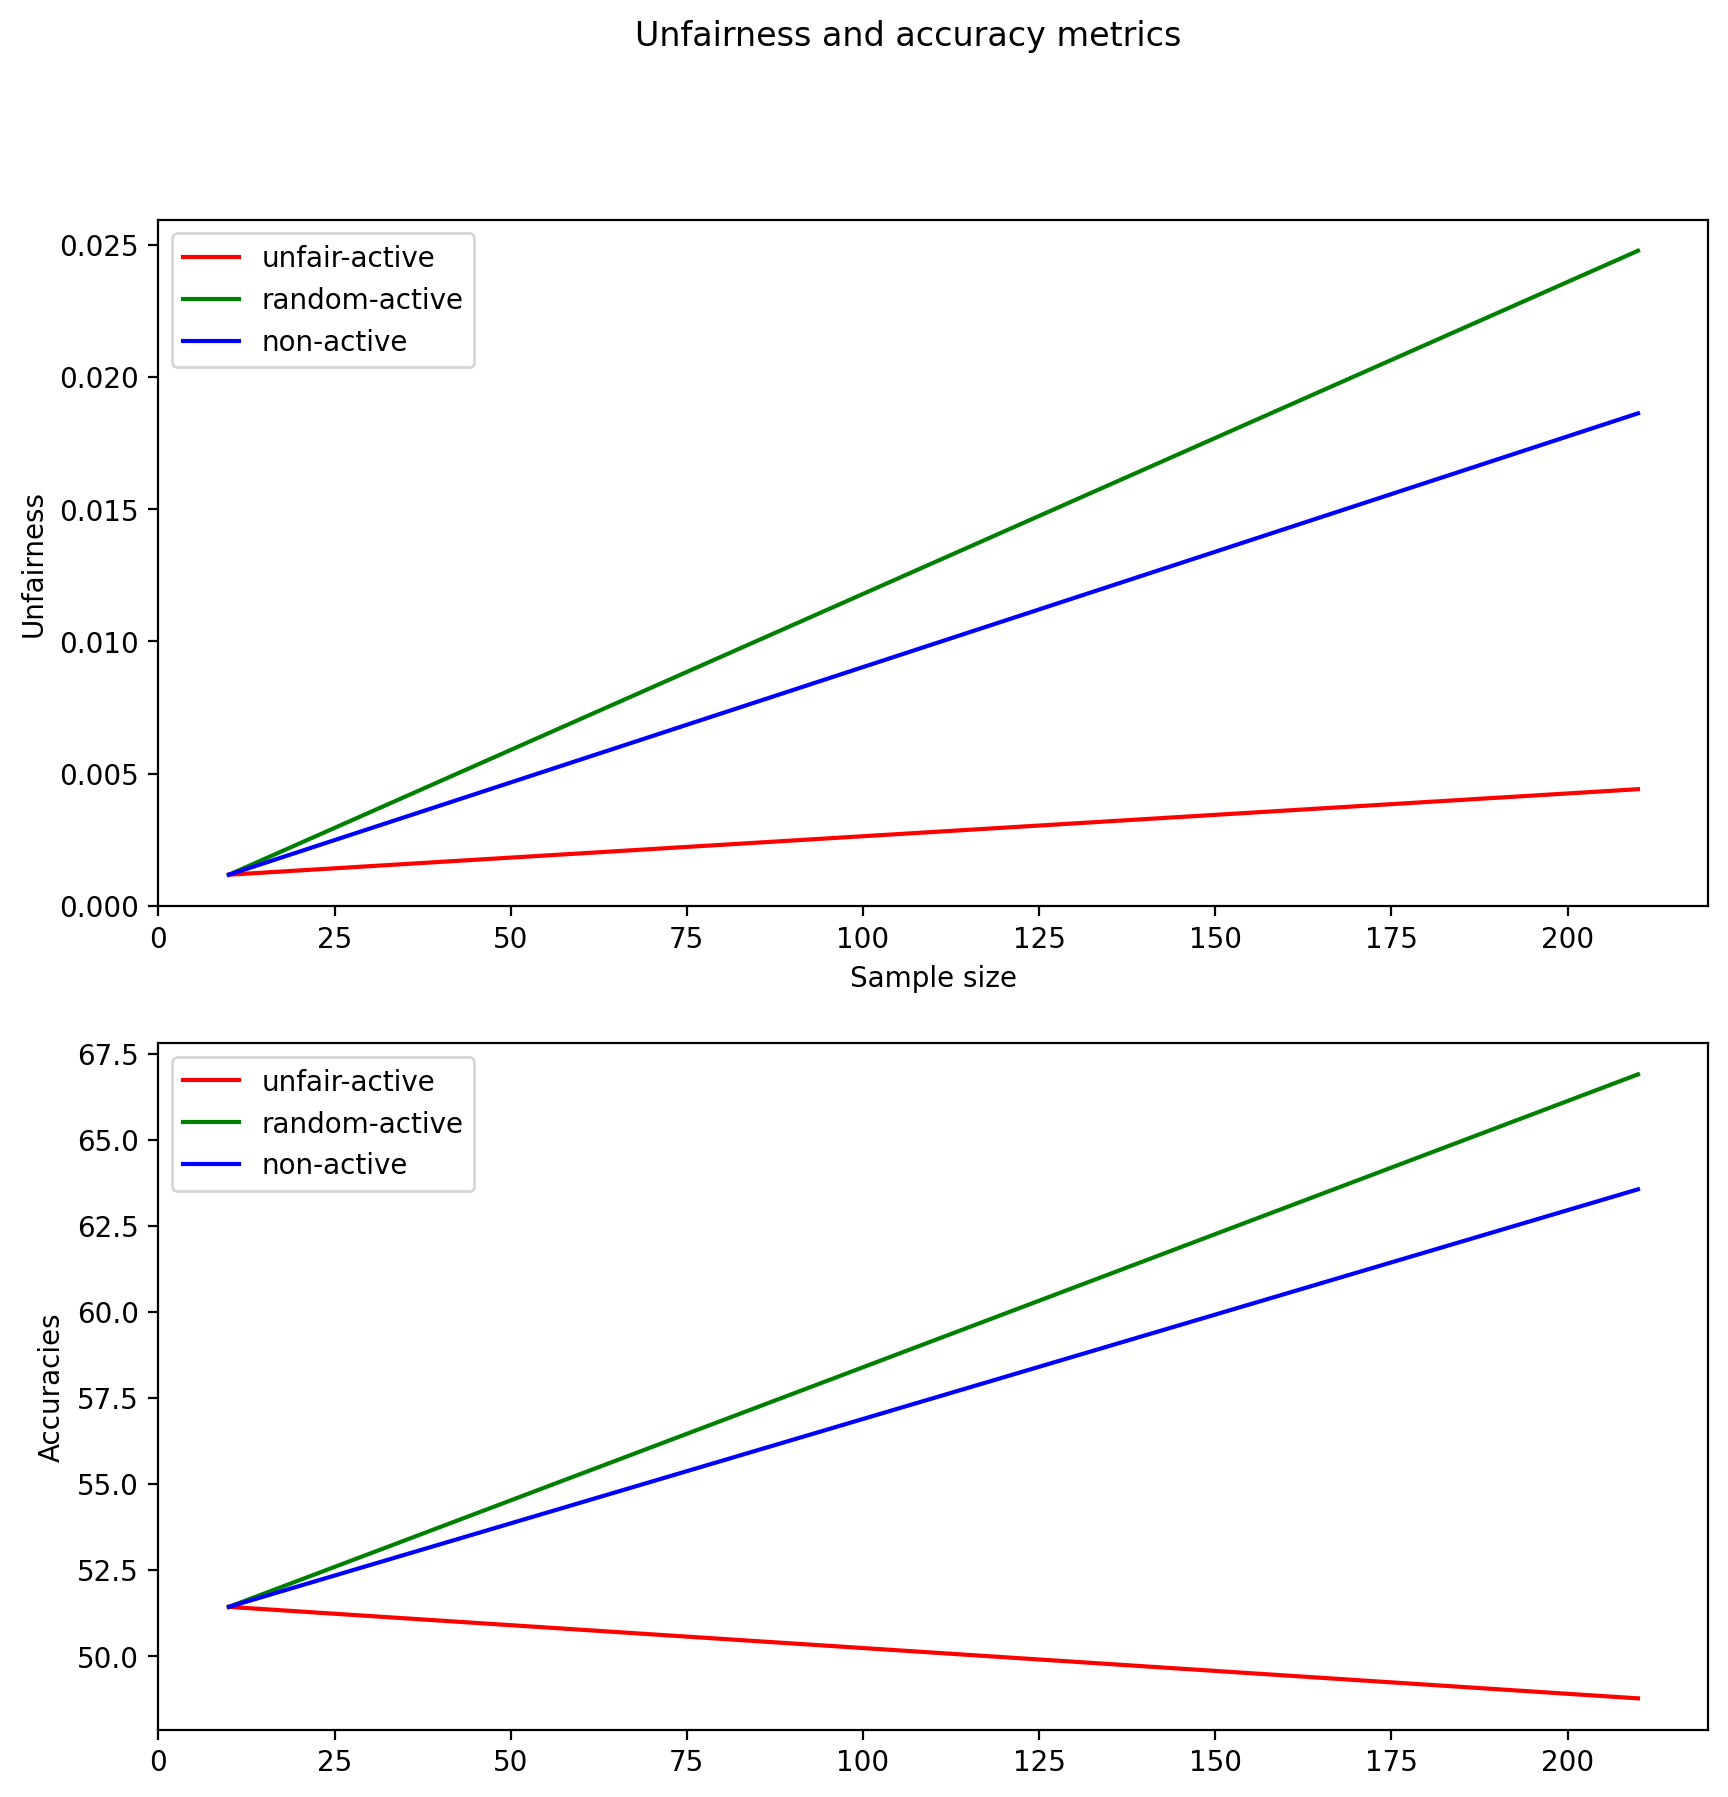 Unfairness and accuracy metrics
unfair-active
random-active
non-active
0.025
0.020
0.015
0.010
0.005
0.000
Unfairness
0 25 50 75 100 125 150 175 200
Sample size
unfair-active
random-active
non-active
67.5
65.0
62.5
60.0
57.5
55.0
52.5
50.0
Accuracies
0 25 50 75 100 125 150 175 200